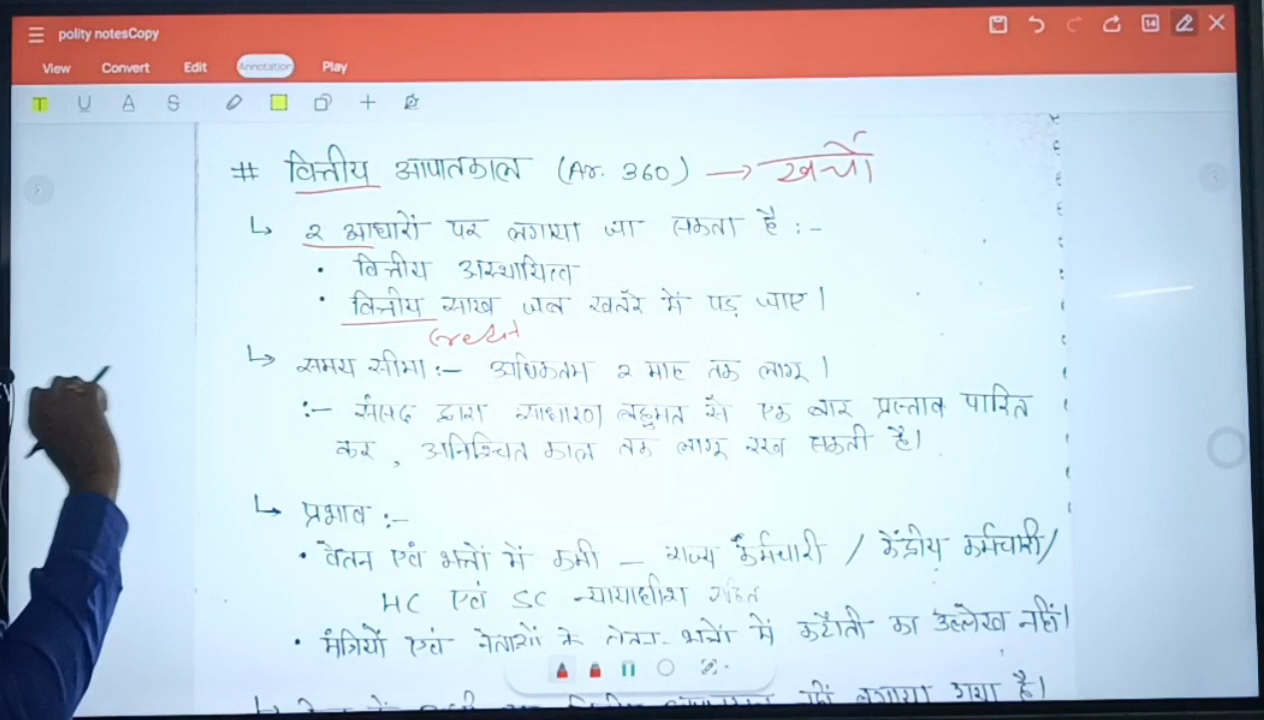 polity notesCopy
14
View Convert Edit Annotation Play
T U A S
# वित्तीय आपातकाल (Ar. 360) → खर्चो
↳ 2 आधारों पर लगाया जा सकता है :-
• वित्तीय अस्थायित्व
• वित्तीय साख जब खतरे में पड़ जाए।
Credit
↳ समय सीमा :- अधिकतम 2 माह तक लागू।
:- संसद द्वारा साधारण बहुमत से एक बार प्रस्ताव पारित
कर, अनिश्चित काल तक लागू रख सकती है।
↳ प्रभाव :-
• वेतन एवं भत्तों में कमी – राज्य कर्मचारी / केंद्रीय कर्मचारी/
HC एवं SC न्यायाधीश सहित
• मंत्रियों एवं नेताओं के वेतन-भत्तों में कटौती का उल्लेख नहीं।
नहीं लगाया गया है।